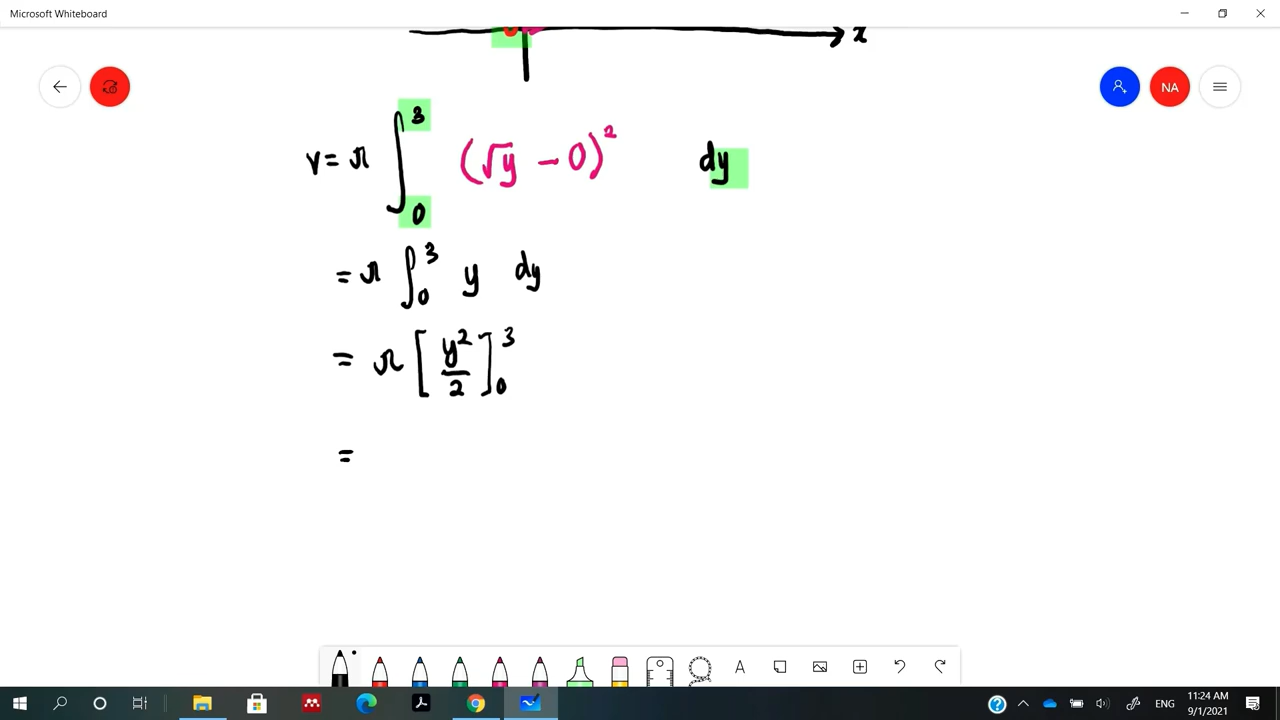 Microsoft Whiteboard
x
NA
V = π ∫₀³ (√y − 0)² dy
= π ∫₀³ y dy
= π [y²/2]₀³
=
A
ENG
11:24 AM
9/1/2021